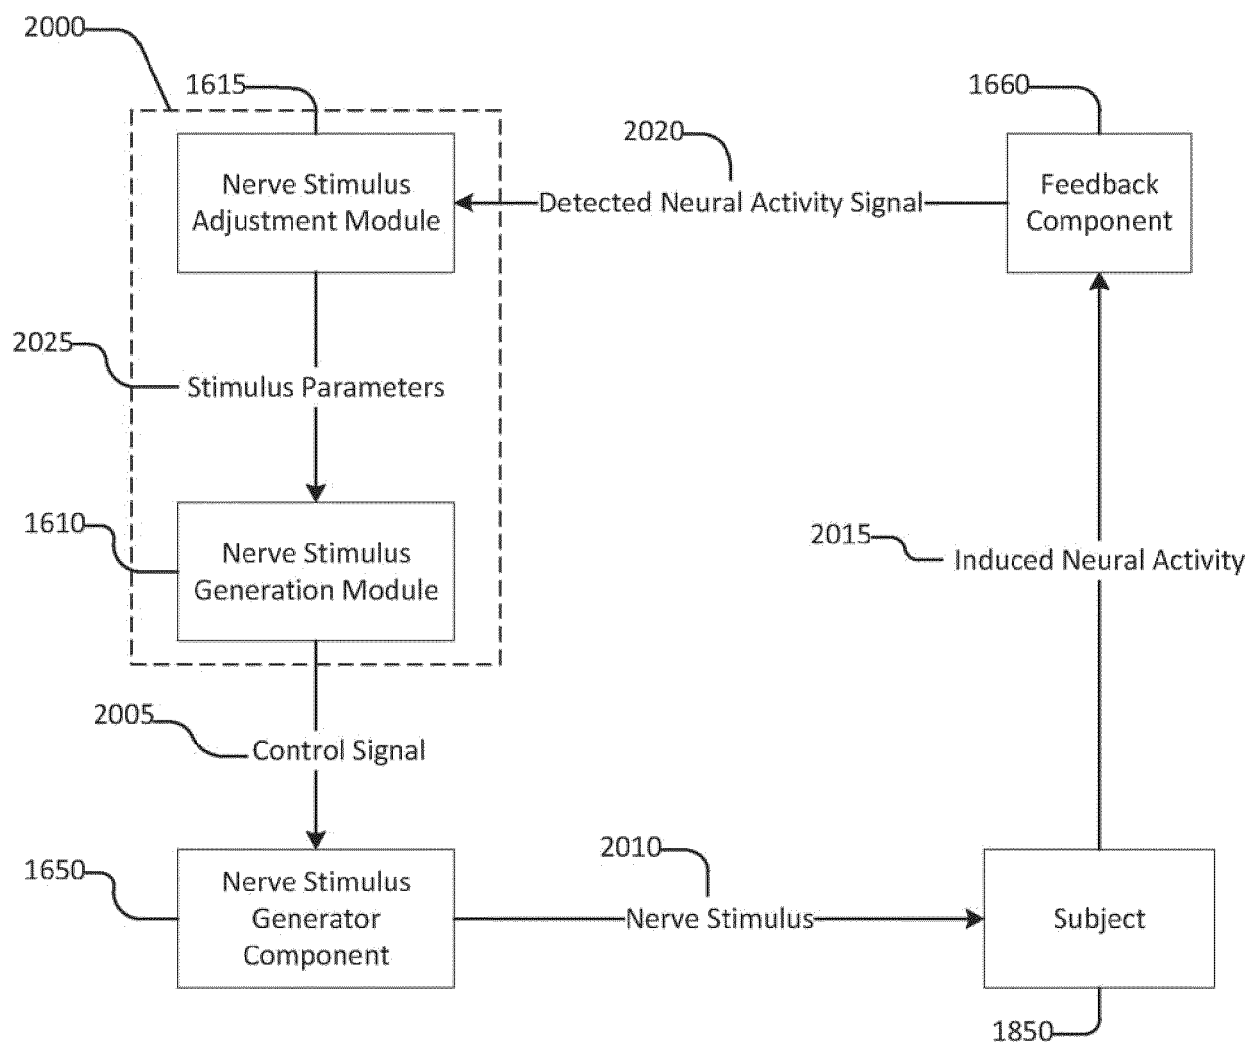 2000
1615
1660
2020
Nerve Stimulus
Adjustment Module
Detected Neural Activity Signal
Feedback
Component
2025
Stimulus Parameters
1610
Nerve Stimulus
Generation Module
2015
Induced Neural Activity
2005
Control Signal
1650
Nerve Stimulus
Generator
Component
2010
Nerve Stimulus
Subject
1850